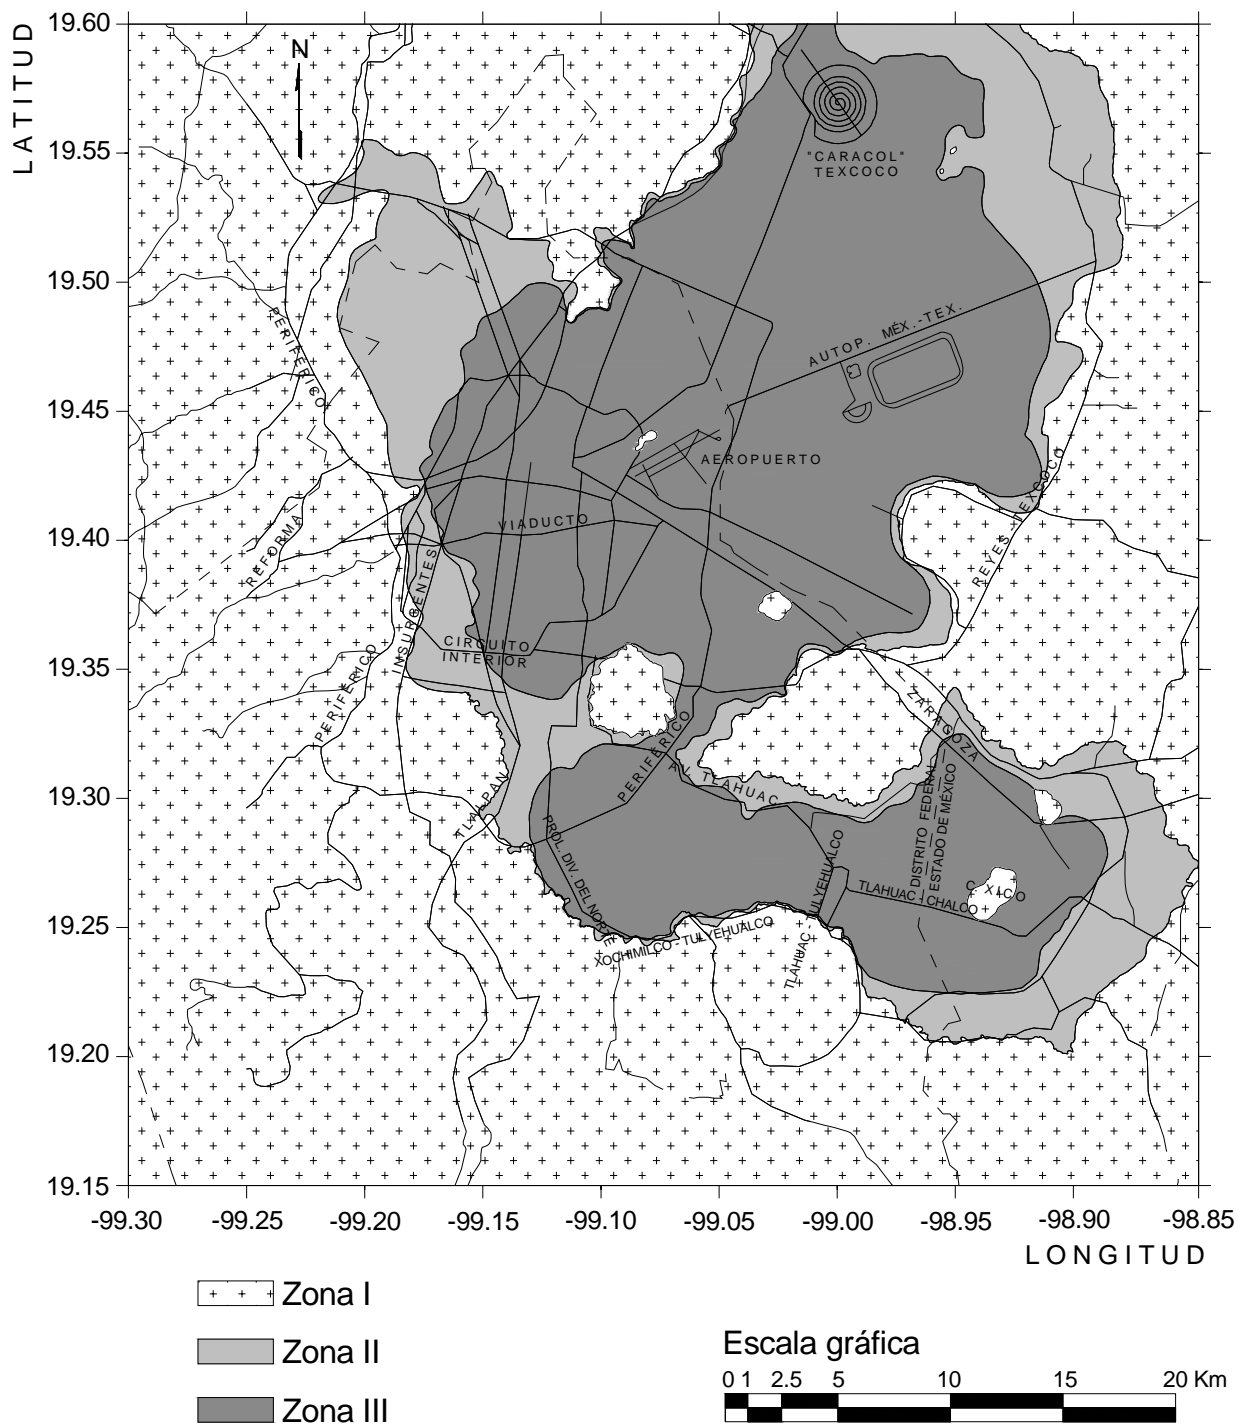 LATITUD
19.60
19.55
19.50
19.45
19.40
19.35
19.30
19.25
19.20
19.15
N
"CARACOL"
TEXCOCO
PERIFÉRICO
AUTOP. MÉX.-TEX.
AEROPUERTO
REFORMA
VIADUCTO
REYES - TEXCOCO
INSURGENTES
CIRCUITO
INTERIOR
PERIFÉRICO
ZARAGOZA
PERIFÉRICO
AV. TLAHUAC
TLALPAN
DISTRITO FEDERAL
ESTADO DE MÉXICO
PROL. DIV. DEL NORTE
TLAHUAC - TULYEHUALCO
TLAHUAC - CHALCO
C. XICO
XOCHIMILCO - TULYEHUALCO
-99.30
-99.25
-99.20
-99.15
-99.10
-99.05
-99.00
-98.95
-98.90
-98.85
LONGITUD
Zona I
Zona II
Zona III
Escala gráfica
0 1 2.5 5 10 15 20 Km